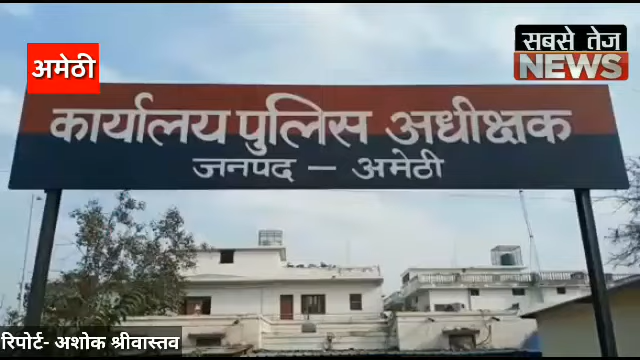 अमेठी
सबसे तेज
NEWS
कार्यालय पुलिस अधीक्षक
जनपद – अमेठी
रिपोर्ट- अशोक श्रीवास्तव